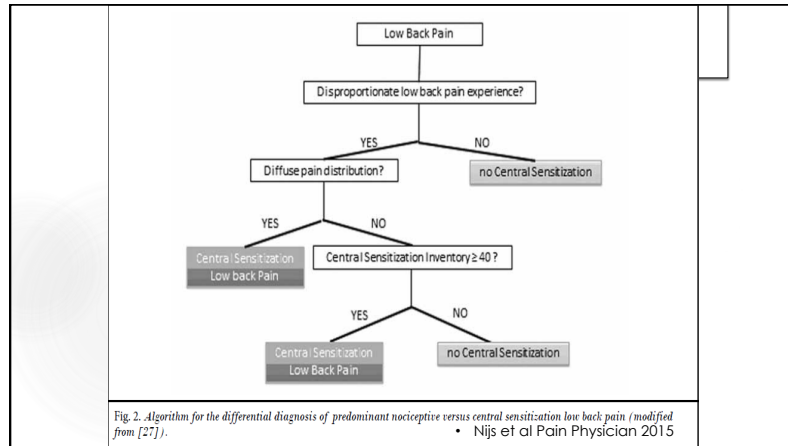 Low Back Pain
Disproportionate low back pain experience?
YES
NO
Diffuse pain distribution?
no Central Sensitization
YES
NO
Central Sensitization
Low back Pain
Central Sensitization Inventory ≥ 40 ?
YES
NO
Central Sensitization
Low Back Pain
no Central Sensitization
Fig. 2. Algorithm for the differential diagnosis of predominant nociceptive versus central sensitization low back pain (modified
from [27]).
• Nijs et al Pain Physician 2015